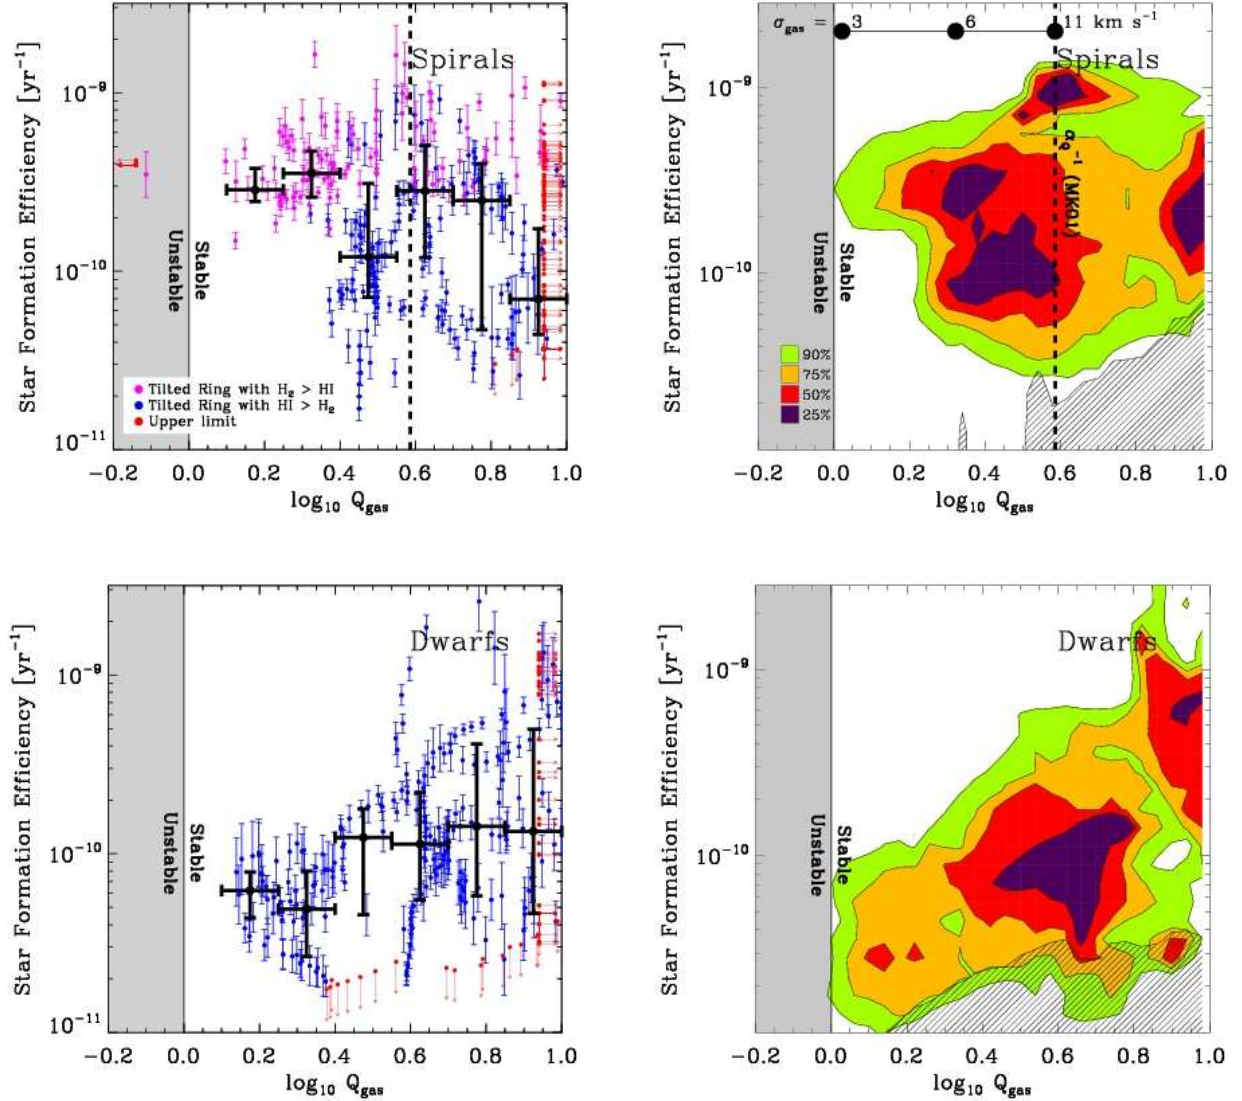 Star Formation Efficiency [yr⁻¹]
10⁻⁹
10⁻¹⁰
10⁻¹¹
Spirals
Unstable
Stable
Tilted Ring with H₂ > HI
Tilted Ring with HI > H₂
Upper limit
−0.2 0.0 0.2 0.4 0.6 0.8 1.0
log₁₀ Q_gas
Star Formation Efficiency [yr⁻¹]
10⁻⁹
10⁻¹⁰
σ_gas = 3 6 11 km s⁻¹
Spirals
α_Q⁻¹ (MK01)
Unstable
Stable
90%
75%
50%
25%
−0.2 0.0 0.2 0.4 0.6 0.8 1.0
log₁₀ Q_gas
Star Formation Efficiency [yr⁻¹]
10⁻⁹
10⁻¹⁰
10⁻¹¹
Dwarfs
Unstable
Stable
−0.2 0.0 0.2 0.4 0.6 0.8 1.0
log₁₀ Q_gas
Star Formation Efficiency [yr⁻¹]
10⁻⁹
10⁻¹⁰
Dwarfs
Unstable
Stable
−0.2 0.0 0.2 0.4 0.6 0.8 1.0
log₁₀ Q_gas